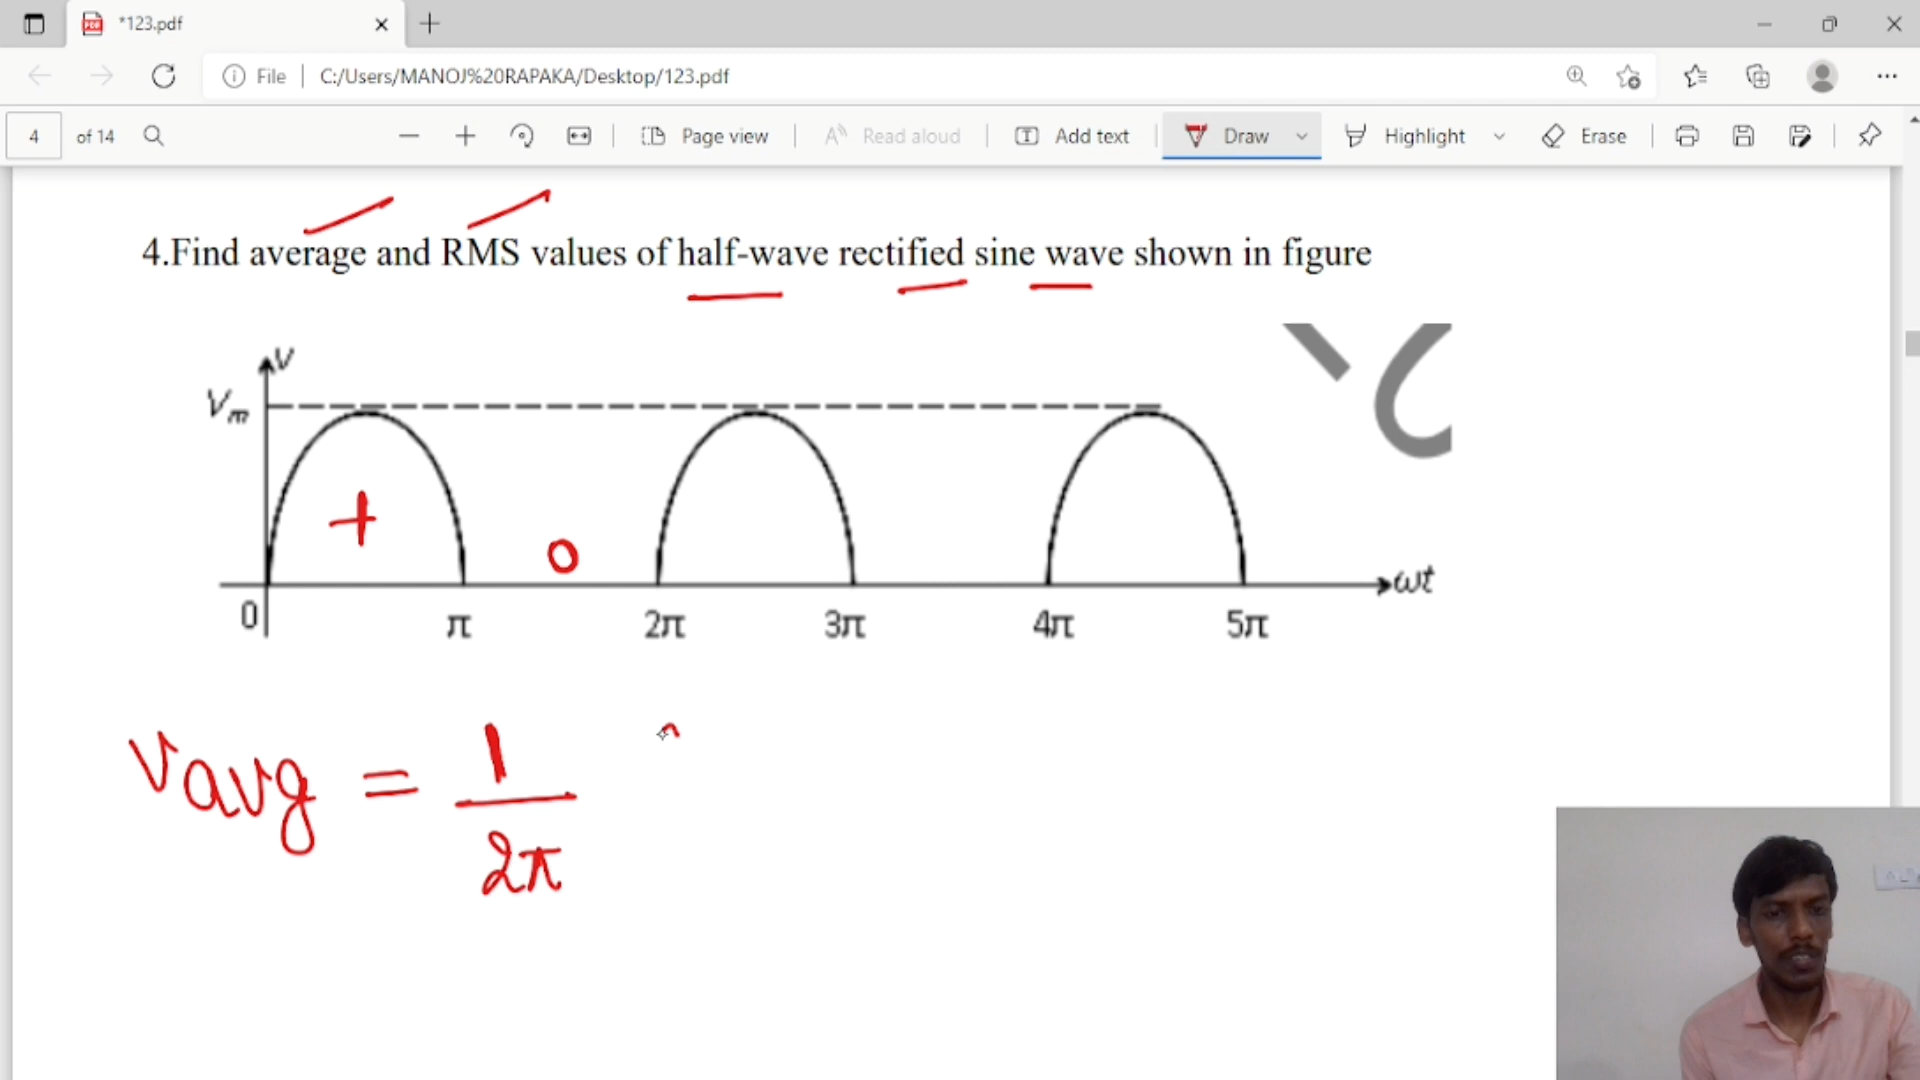 *123.pdf
File C:/Users/MANOJ%20RAPAKA/Desktop/123.pdf
4 of 14 Page view Read aloud Add text Draw Highlight Erase
4.Find average and RMS values of half-wave rectified sine wave shown in figure
V
Vm
+
0
ωt
0 π 2π 3π 4π 5π
Vavg = 1
2π